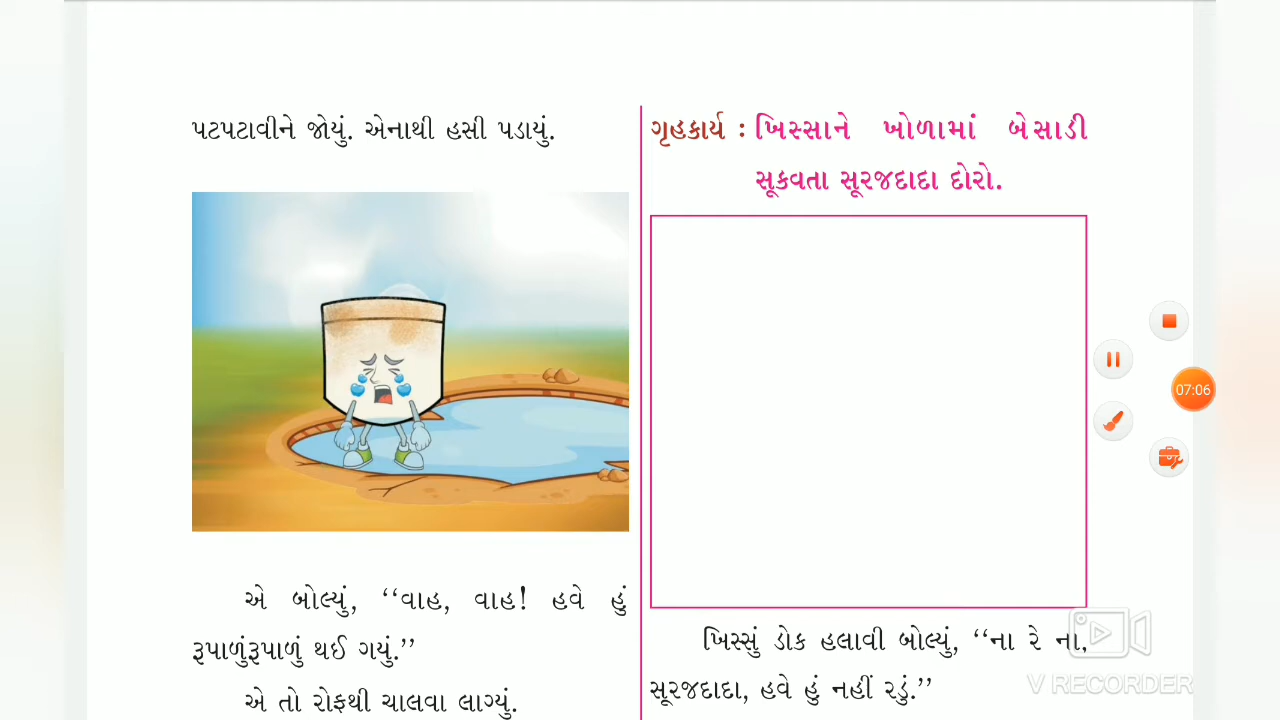 પટપટાવીને જોયું. એનાથી હસી પડાયું.
એ બોલ્યું, ‘‘વાહ, વાહ! હવે હું
રૂપાળુંરૂપાળું થઈ ગયું.’’
એ તો રોફથી ચાલવા લાગ્યું.
ગૃહકાર્ય : ખિસ્સાને ખોળામાં બેસાડી
સૂકવતા સૂરજદાદા દોરો.
ખિસ્સું ડોક હલાવી બોલ્યું, ‘‘ના રે ના,
સૂરજદાદા, હવે હું નહીં રડું.’’
07:06
V RECORDER